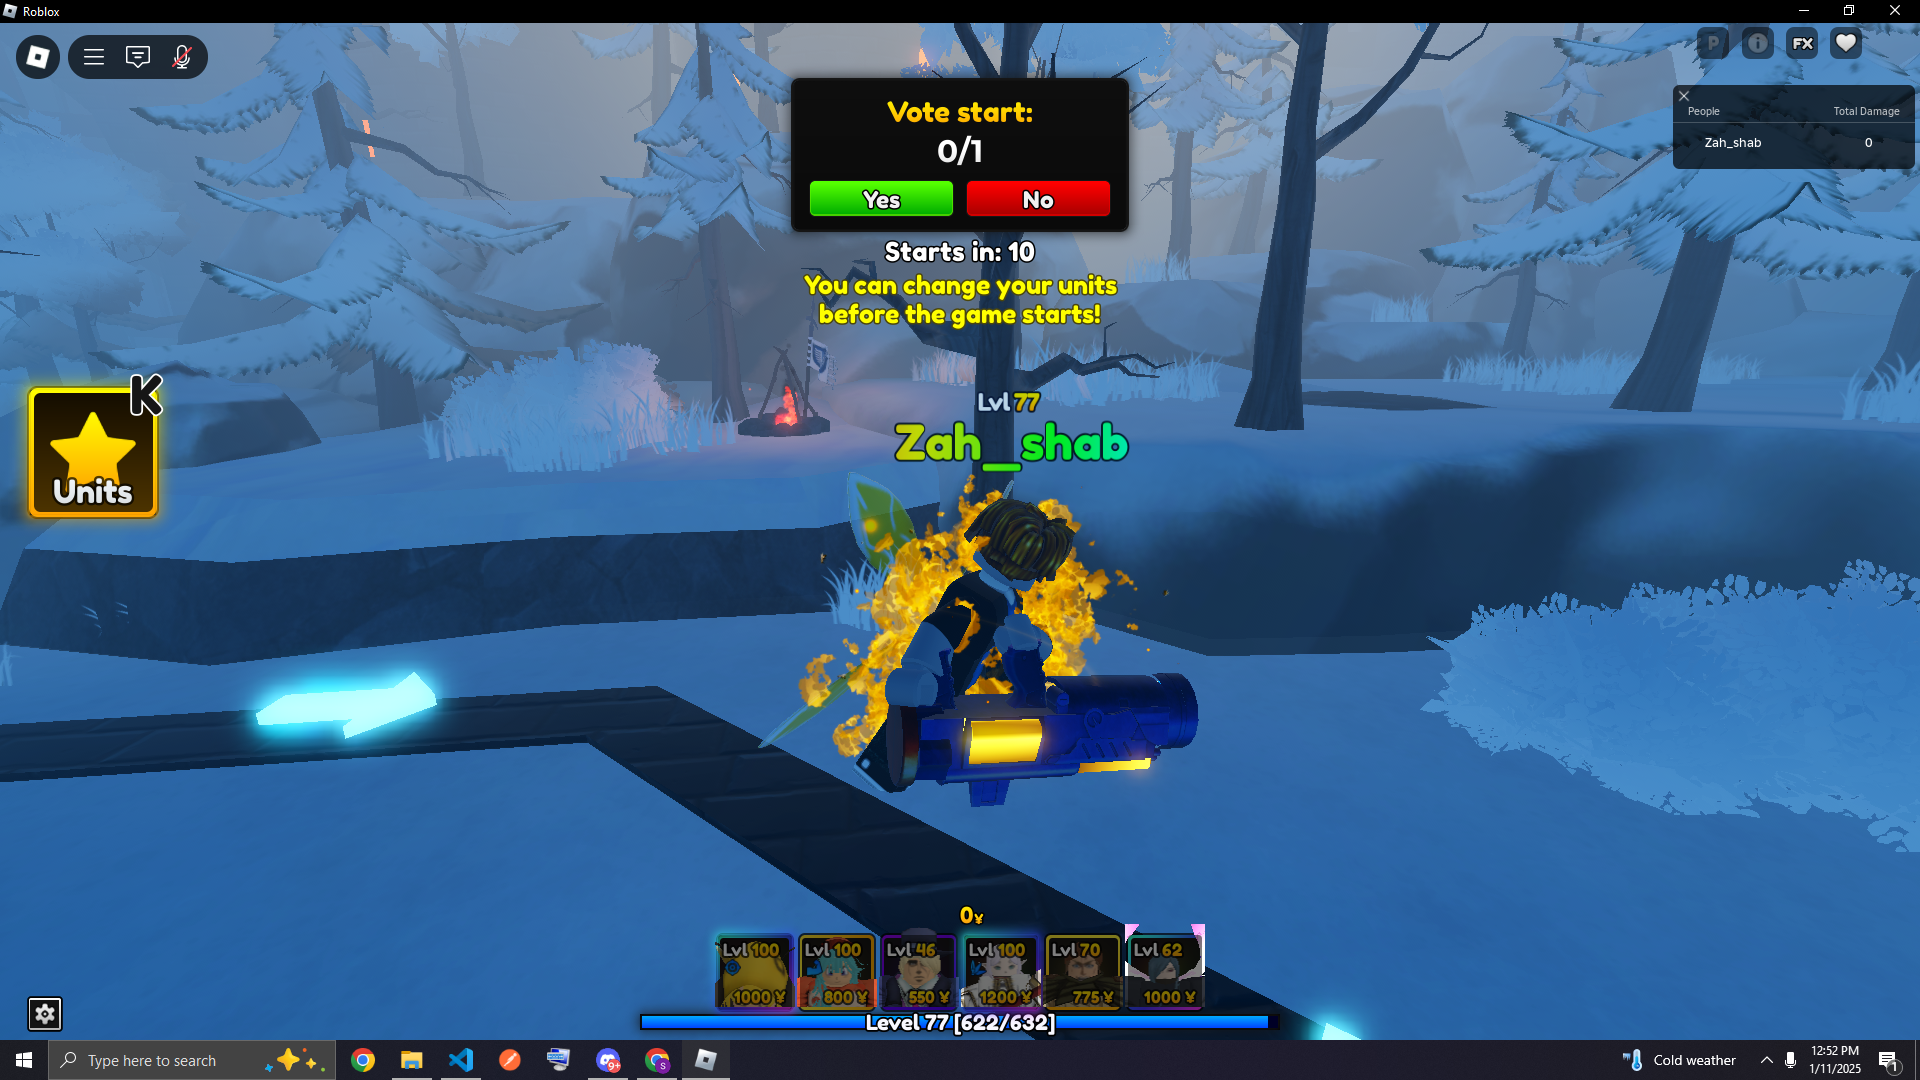 Roblox
P
FX
Vote start:
0/1
Yes
No
Starts in: 10
You can change your units
before the game starts!
People
Total Damage
Zah_shab
0
K
Units
Lvl 77
Zah_shab
0¥
Lvl 100
Lvl 100
Lvl 46
Lvl 100
Lvl 70
Lvl 62
1000 ¥
800 ¥
550 ¥
1200 ¥
775 ¥
1000 ¥
Level 77 [622/632]
Type here to search
9+
S
Cold weather
12:52 PM
1/11/2025
1